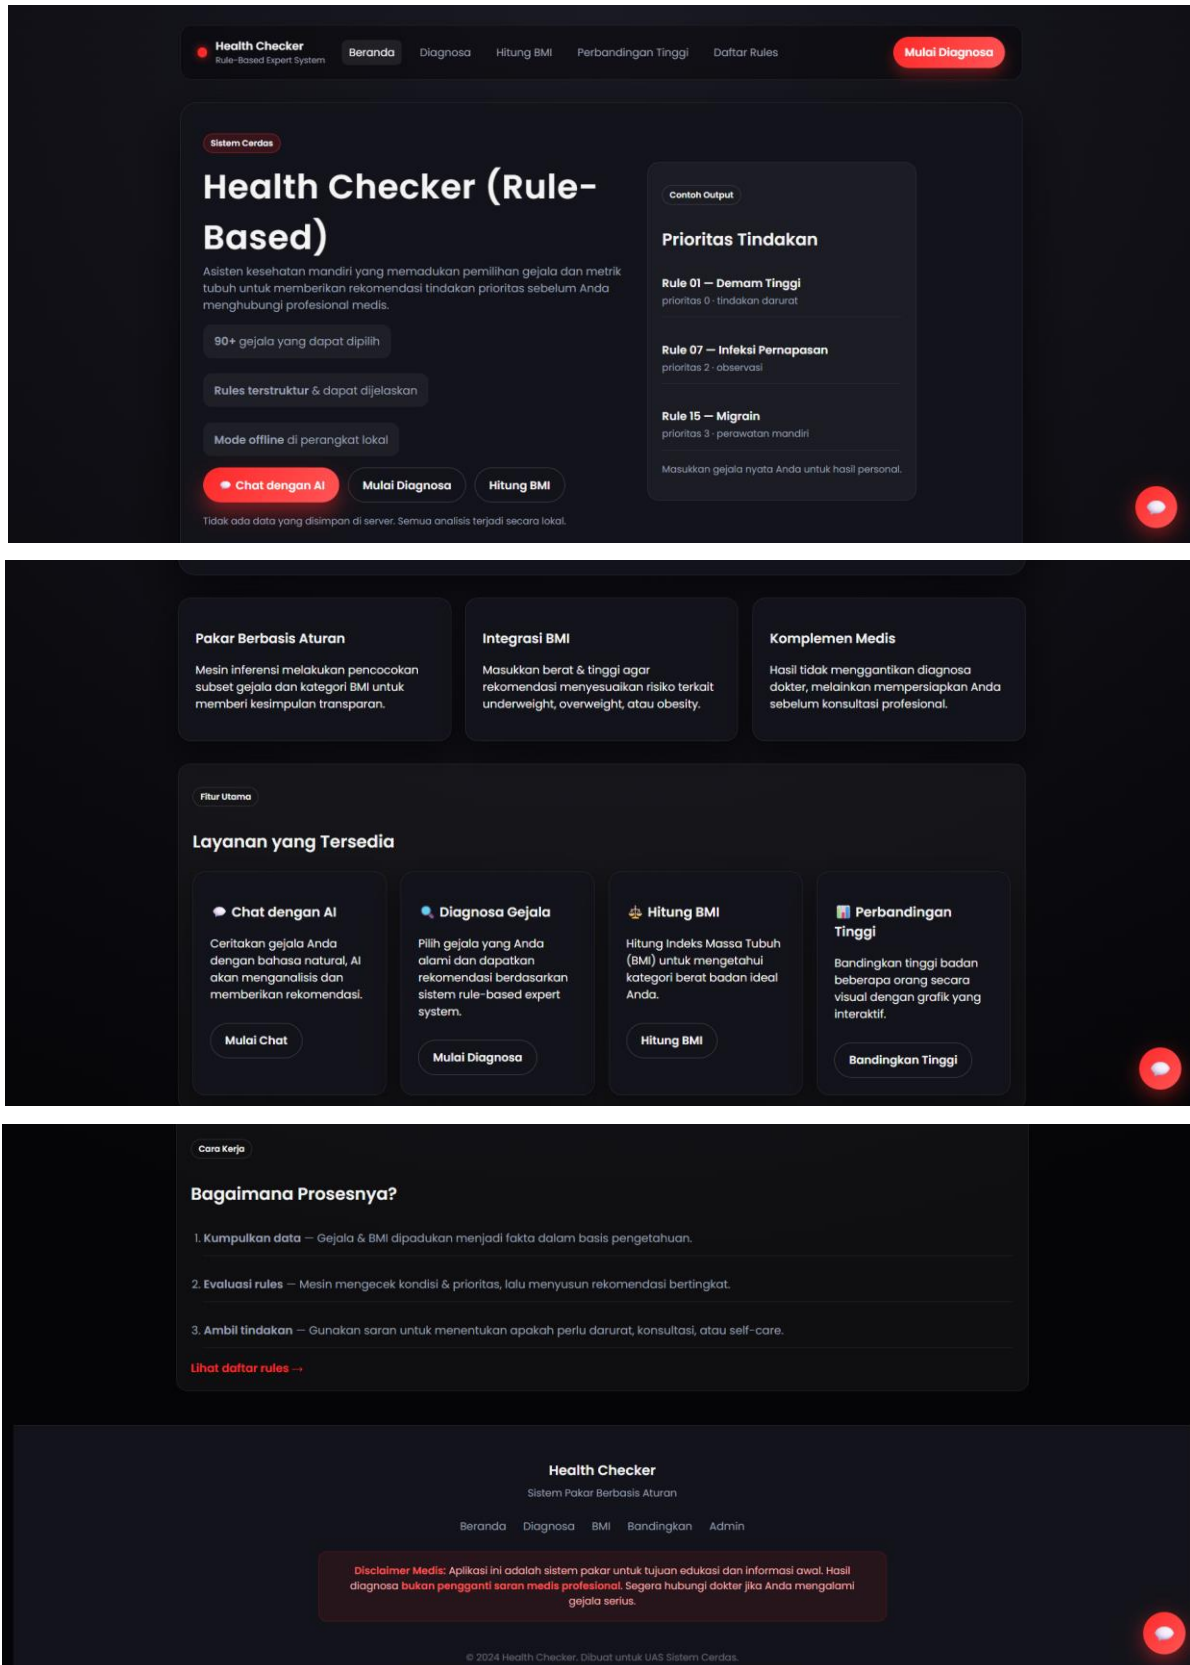 Health Checker
Rule-Based Expert System
Beranda
Diagnosa
Hitung BMI
Perbandingan Tinggi
Daftar Rules
Mulai Diagnosa
Sistem Cerdas
Health Checker (Rule-
Based)
Asisten kesehatan mandiri yang memadukan pemilihan gejala dan metrik
tubuh untuk memberikan rekomendasi tindakan prioritas sebelum Anda
menghubungi profesional medis.
90+ gejala yang dapat dipilih
Rules terstruktur & dapat dijelaskan
Mode offline di perangkat lokal
Chat dengan AI
Mulai Diagnosa
Hitung BMI
Tidak ada data yang disimpan di server. Semua analisis terjadi secara lokal.
Contoh Output
Prioritas Tindakan
Rule 01 — Demam Tinggi
prioritas 0 · tindakan darurat
Rule 07 — Infeksi Pernapasan
prioritas 2 · observasi
Rule 15 — Migrain
prioritas 3 · perawatan mandiri
Masukkan gejala nyata Anda untuk hasil personal.
Pakar Berbasis Aturan
Mesin inferensi melakukan pencocokan
subset gejala dan kategori BMI untuk
memberi kesimpulan transparan.
Integrasi BMI
Masukkan berat & tinggi agar
rekomendasi menyesuaikan risiko terkait
underweight, overweight, atau obesity.
Komplemen Medis
Hasil tidak menggantikan diagnosa
dokter, melainkan mempersiapkan Anda
sebelum konsultasi profesional.
Fitur Utama
Layanan yang Tersedia
Chat dengan AI
Ceritakan gejala Anda
dengan bahasa natural, AI
akan menganalisis dan
memberikan rekomendasi.
Mulai Chat
Diagnosa Gejala
Pilih gejala yang Anda
alami dan dapatkan
rekomendasi berdasarkan
sistem rule-based expert
system.
Mulai Diagnosa
Hitung BMI
Hitung Indeks Massa Tubuh
(BMI) untuk mengetahui
kategori berat badan ideal
Anda.
Hitung BMI
Perbandingan
Tinggi
Bandingkan tinggi badan
beberapa orang secara
visual dengan grafik yang
interaktif.
Bandingkan Tinggi
Cara Kerja
Bagaimana Prosesnya?
1. Kumpulkan data — Gejala & BMI dipadukan menjadi fakta dalam basis pengetahuan.
2. Evaluasi rules — Mesin mengecek kondisi & prioritas, lalu menyusun rekomendasi bertingkat.
3. Ambil tindakan — Gunakan saran untuk menentukan apakah perlu darurat, konsultasi, atau self-care.
Lihat daftar rules →
Health Checker
Sistem Pakar Berbasis Aturan
Beranda
Diagnosa
BMI
Bandingkan
Admin
Disclaimer Medis: Aplikasi ini adalah sistem pakar untuk tujuan edukasi dan informasi awal. Hasil
diagnosa bukan pengganti saran medis profesional. Segera hubungi dokter jika Anda mengalami
gejala serius.
© 2024 Health Checker. Dibuat untuk UAS Sistem Cerdas.